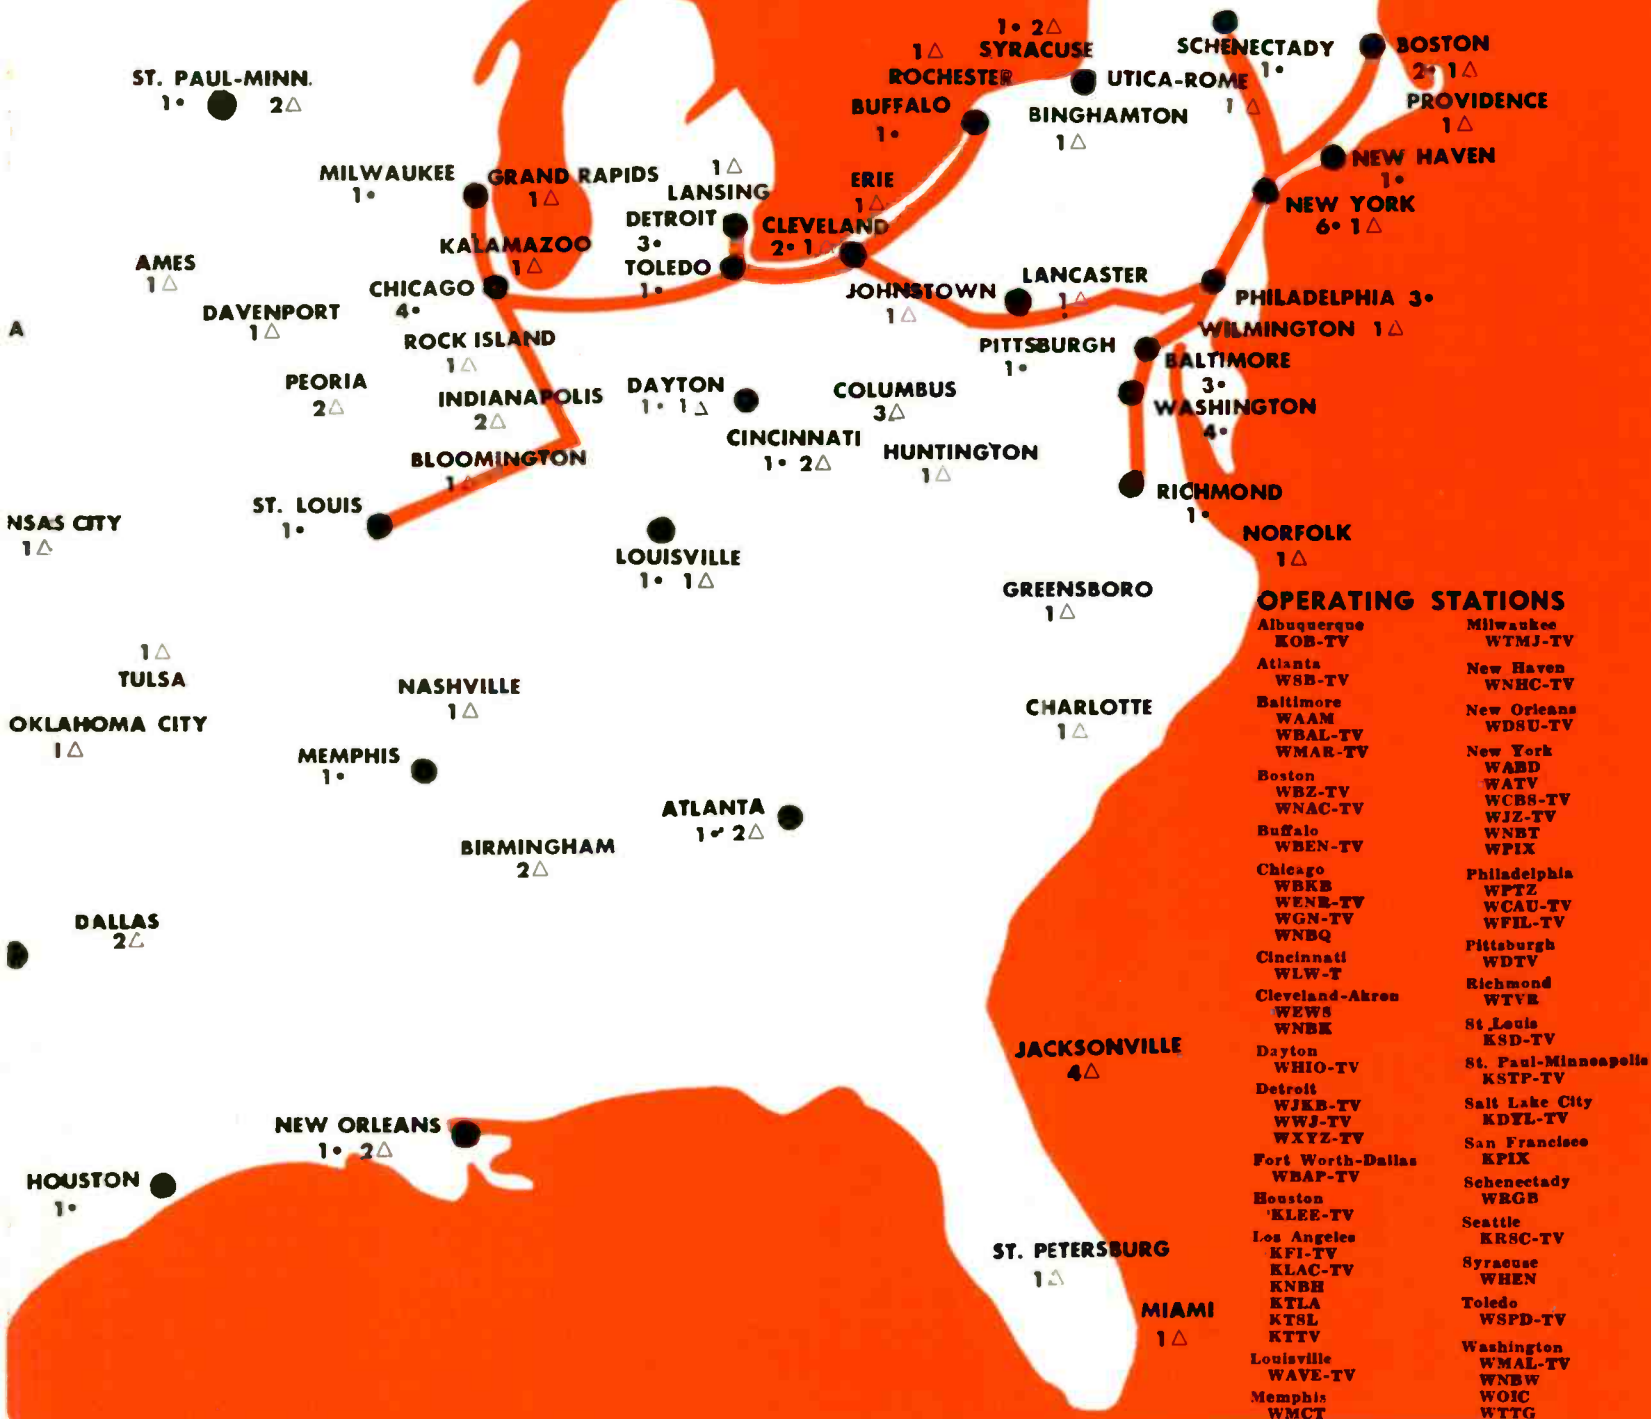 1• 2△
SYRACUSE
1△
ROCHESTER
SCHENECTADY
1•
BOSTON
2• 1△
ST. PAUL-MINN.
1• 2△
UTICA-ROME
1△
BUFFALO
1•
BINGHAMTON
1△
PROVIDENCE
1△
NEW HAVEN
1•
MILWAUKEE
1•
GRAND RAPIDS
1△
1△
LANSING
ERIE
1△
NEW YORK
6• 1△
DETROIT
3•
CLEVELAND
2• 1△
KALAMAZOO
1△
TOLEDO
1•
AMES
1△
CHICAGO
4•
JOHNSTOWN
1△
LANCASTER
1△
PHILADELPHIA 3•
DAVENPORT
1△
A
WILMINGTON 1△
ROCK ISLAND
1△
PITTSBURGH
1•
BALTIMORE
3•
PEORIA
2△
INDIANAPOLIS
2△
DAYTON
1• 1△
COLUMBUS
3△
WASHINGTON
4•
CINCINNATI
1• 2△
HUNTINGTON
1△
BLOOMINGTON
1△
RICHMOND
1•
ST. LOUIS
1•
NSAS CITY
1△
NORFOLK
1△
LOUISVILLE
1• 1△
GREENSBORO
1△
1△
TULSA
NASHVILLE
1△
CHARLOTTE
1△
OKLAHOMA CITY
1△
MEMPHIS
1•
ATLANTA
1• 2△
BIRMINGHAM
2△
DALLAS
2△
JACKSONVILLE
4△
NEW ORLEANS
1• 2△
HOUSTON
1•
ST. PETERSBURG
1△
MIAMI
1△
OPERATING STATIONS
Albuquerque
KOB-TV
Atlanta
WSB-TV
Baltimore
WAAM
WBAL-TV
WMAR-TV
Boston
WBZ-TV
WNAC-TV
Buffalo
WBEN-TV
Chicago
WBKB
WENR-TV
WGN-TV
WNBQ
Cincinnati
WLW-T
Cleveland-Akron
WEWS
WNBK
Dayton
WHIO-TV
Detroit
WJKB-TV
WWJ-TV
WXYZ-TV
Fort Worth-Dallas
WBAP-TV
Houston
KLEE-TV
Los Angeles
KFI-TV
KLAC-TV
KNBH
KTLA
KTSL
KTTV
Louisville
WAVE-TV
Memphis
WMCT
Milwaukee
WTMJ-TV
New Haven
WNHC-TV
New Orleans
WDSU-TV
New York
WABD
WATV
WCBS-TV
WJZ-TV
WNBT
WPIX
Philadelphia
WPTZ
WCAU-TV
WFIL-TV
Pittsburgh
WDTV
Richmond
WTVR
St. Louis
KSD-TV
St. Paul-Minneapolis
KSTP-TV
Salt Lake City
KDYL-TV
San Francisco
KPIX
Schenectady
WRGB
Seattle
KRSC-TV
Syracuse
WHEN
Toledo
WSPD-TV
Washington
WMAL-TV
WNBW
WOIC
WTTG